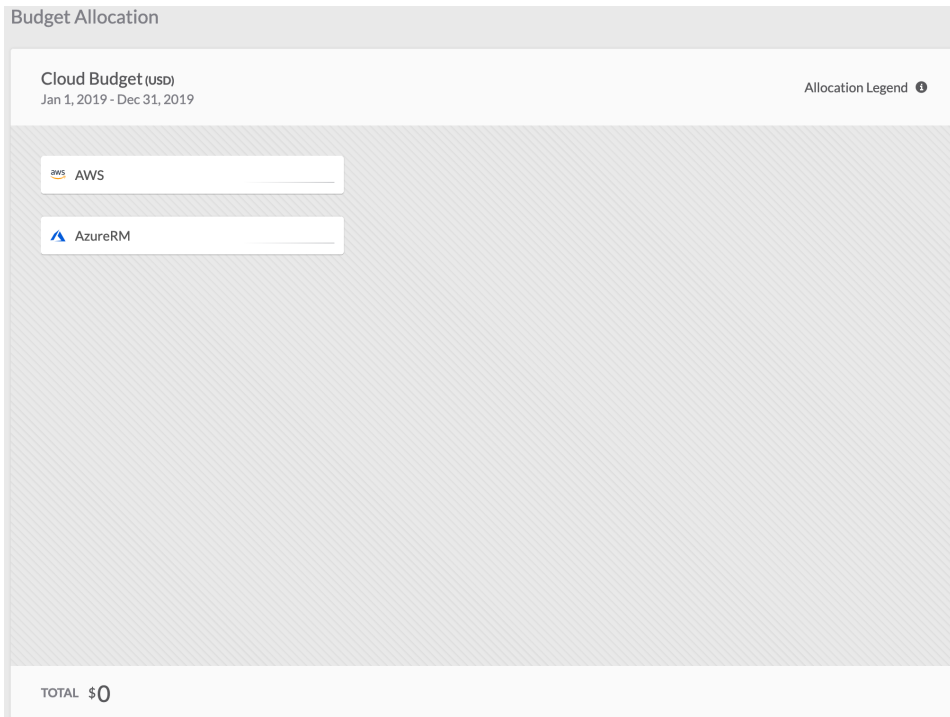 Budget Allocation
Cloud Budget (USD)
Jan 1, 2019 - Dec 31, 2019
Allocation Legend
aws AWS
AzureRM
TOTAL $0